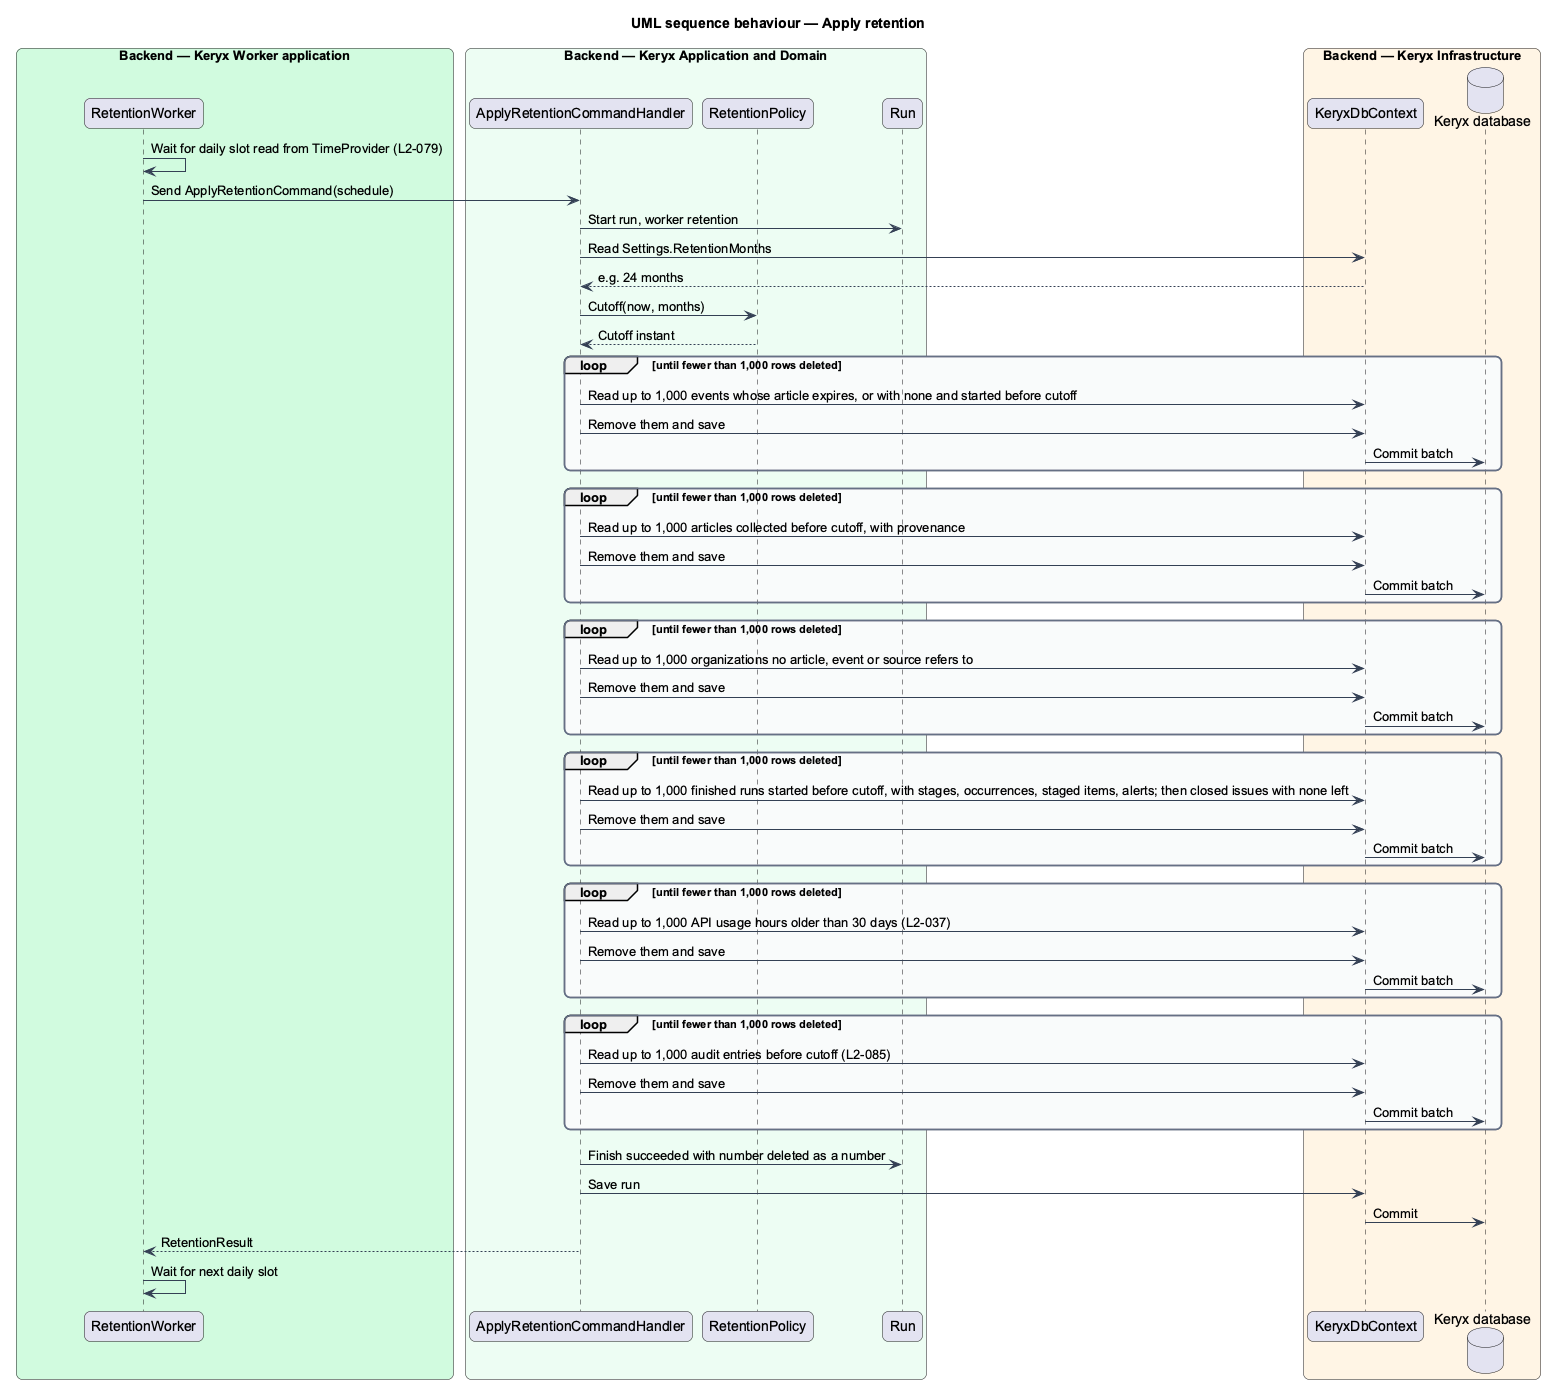 UML sequence behaviour — Apply retention
Backend — Keryx Worker application
Backend — Keryx Application and Domain
Backend — Keryx Infrastructure
RetentionWorker
ApplyRetentionCommandHandler
RetentionPolicy
Run
KeryxDbContext
Keryx database
Wait for daily slot read from TimeProvider (L2-079)
Send ApplyRetentionCommand(schedule)
Start run, worker retention
Read Settings.RetentionMonths
e.g. 24 months
Cutoff(now, months)
Cutoff instant
loop [until fewer than 1,000 rows deleted]
Read up to 1,000 events whose article expires, or with none and started before cutoff
Remove them and save
Commit batch
loop [until fewer than 1,000 rows deleted]
Read up to 1,000 articles collected before cutoff, with provenance
Remove them and save
Commit batch
loop [until fewer than 1,000 rows deleted]
Read up to 1,000 organizations no article, event or source refers to
Remove them and save
Commit batch
loop [until fewer than 1,000 rows deleted]
Read up to 1,000 finished runs started before cutoff, with stages, occurrences, staged items, alerts; then closed issues with none left
Remove them and save
Commit batch
loop [until fewer than 1,000 rows deleted]
Read up to 1,000 API usage hours older than 30 days (L2-037)
Remove them and save
Commit batch
loop [until fewer than 1,000 rows deleted]
Read up to 1,000 audit entries before cutoff (L2-085)
Remove them and save
Commit batch
Finish succeeded with number deleted as a number
Save run
Commit
RetentionResult
Wait for next daily slot
RetentionWorker
ApplyRetentionCommandHandler
RetentionPolicy
Run
KeryxDbContext
Keryx database